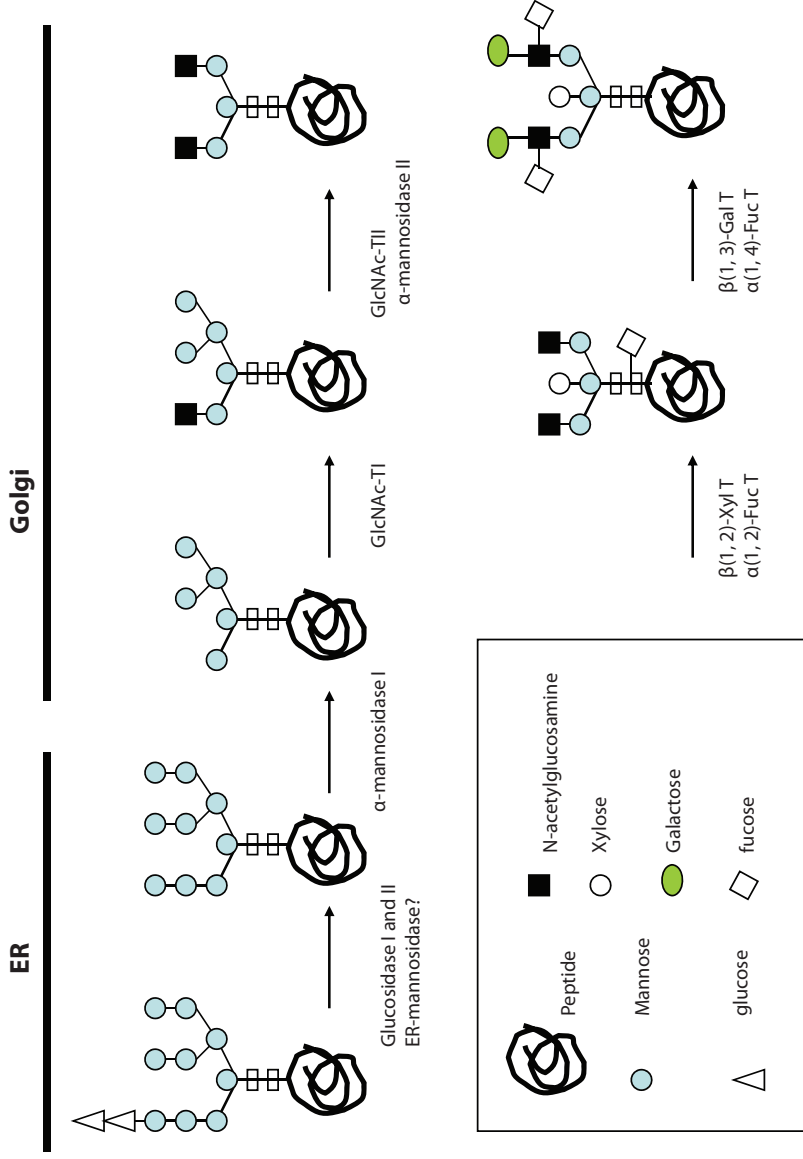 ER
Golgi
Glucosidase I and II
ER-mannosidase?
α-mannosidase I
GlcNAc-TI
GlcNAc-TII
α-mannosidase II
β(1, 2)-Xyl T
α(1, 2)-Fuc T
β(1, 3)-Gal T
α(1, 4)-Fuc T
Peptide
N-acetylglucosamine
Mannose
Xylose
Galactose
glucose
fucose